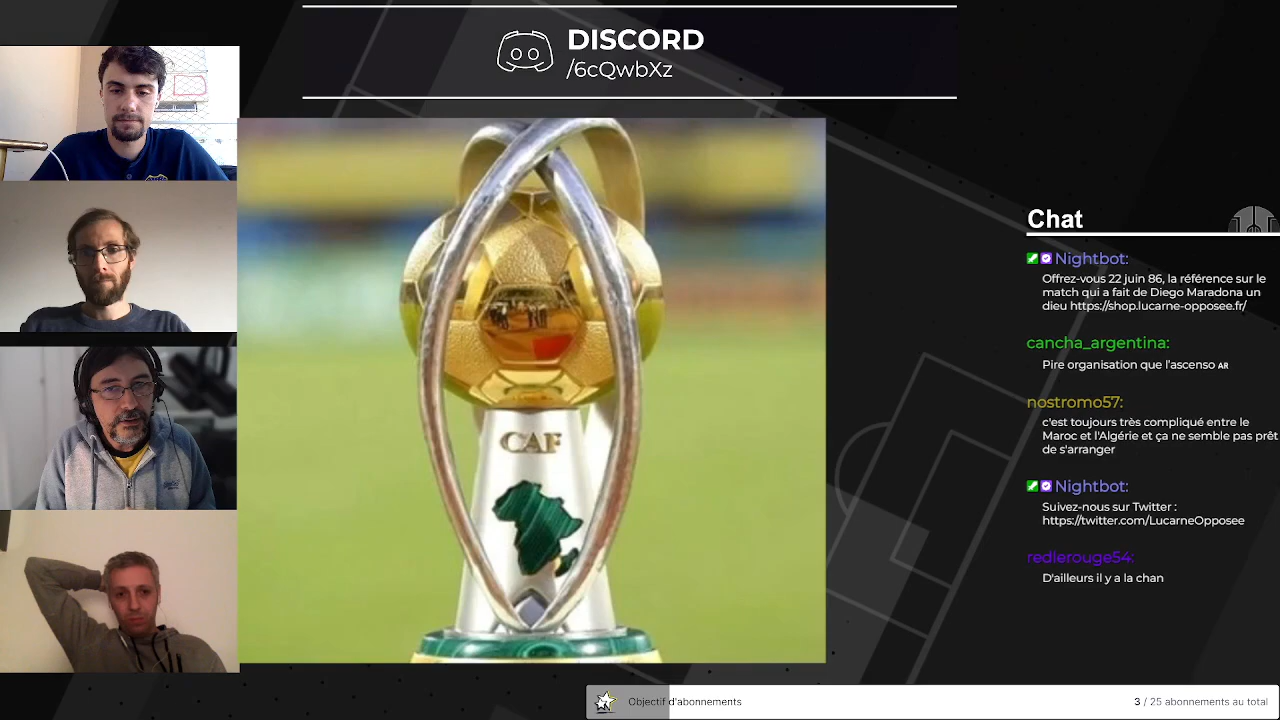 DISCORD
/6cQwbXz
CAF
Chat
Nightbot:
Offrez-vous 22 juin 86, la référence sur le
match qui a fait de Diego Maradona un
dieu https://shop.lucarne-opposee.fr/
cancha_argentina:
Pire organisation que l'ascenso AR
nostromo57:
c'est toujours très compliqué entre le
Maroc et l'Algérie et ça ne semble pas prêt
de s'arranger
Nightbot:
Suivez-nous sur Twitter :
https://twitter.com/LucarneOpposee
redlerouge54:
D'ailleurs il y a la chan
Objectif d'abonnements
3 / 25 abonnements au total